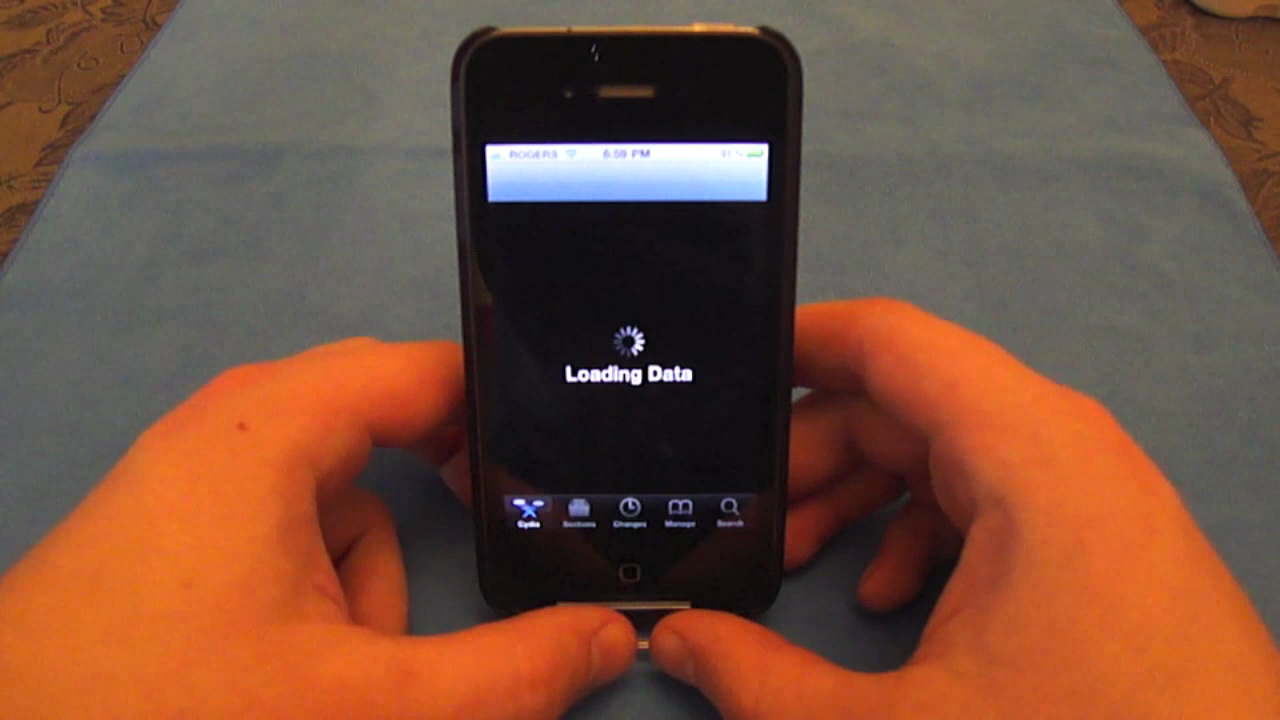 ROGERS 6:59 PM
Loading Data
Cydia Sections Changes Manage Search